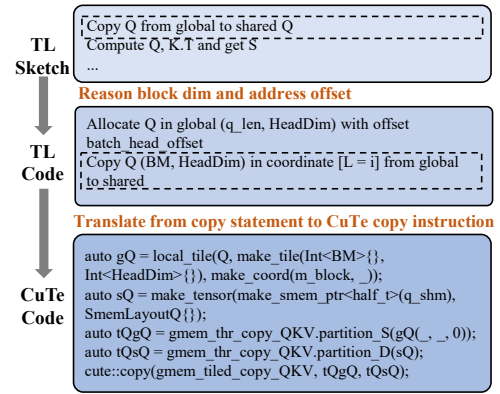 TL
Sketch
Copy Q from global to shared Q
Compute Q, K.T and get S
...
Reason block dim and address offset
TL
Code
Allocate Q in global (q_len, HeadDim) with offset
batch_head_offset
Copy Q (BM, HeadDim) in coordinate [L = i] from global
to shared
Translate from copy statement to CuTe copy instruction
CuTe
Code
auto gQ = local_tile(Q, make_tile(Int<BM>{},
Int<HeadDim>{}), make_coord(m_block, _));
auto sQ = make_tensor(make_smem_ptr<half_t>(q_shm),
SmemLayoutQ{});
auto tQgQ = gmem_thr_copy_QKV.partition_S(gQ(_, _, 0));
auto tQsQ = gmem_thr_copy_QKV.partition_D(sQ);
cute::copy(gmem_tiled_copy_QKV, tQgQ, tQsQ);